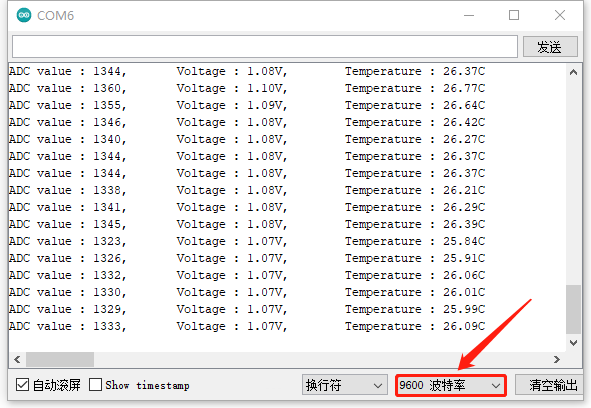 COM6
发送
ADC value : 1344, Voltage : 1.08V, Temperature : 26.37C
ADC value : 1360, Voltage : 1.10V, Temperature : 26.77C
ADC value : 1355, Voltage : 1.09V, Temperature : 26.64C
ADC value : 1346, Voltage : 1.08V, Temperature : 26.42C
ADC value : 1340, Voltage : 1.08V, Temperature : 26.27C
ADC value : 1344, Voltage : 1.08V, Temperature : 26.37C
ADC value : 1344, Voltage : 1.08V, Temperature : 26.37C
ADC value : 1338, Voltage : 1.08V, Temperature : 26.21C
ADC value : 1341, Voltage : 1.08V, Temperature : 26.29C
ADC value : 1345, Voltage : 1.08V, Temperature : 26.39C
ADC value : 1323, Voltage : 1.07V, Temperature : 25.84C
ADC value : 1326, Voltage : 1.07V, Temperature : 25.91C
ADC value : 1332, Voltage : 1.07V, Temperature : 26.06C
ADC value : 1330, Voltage : 1.07V, Temperature : 26.01C
ADC value : 1329, Voltage : 1.07V, Temperature : 25.99C
ADC value : 1333, Voltage : 1.07V, Temperature : 26.09C
自动滚屏 Show timestamp 换行符 9600 波特率 清空输出